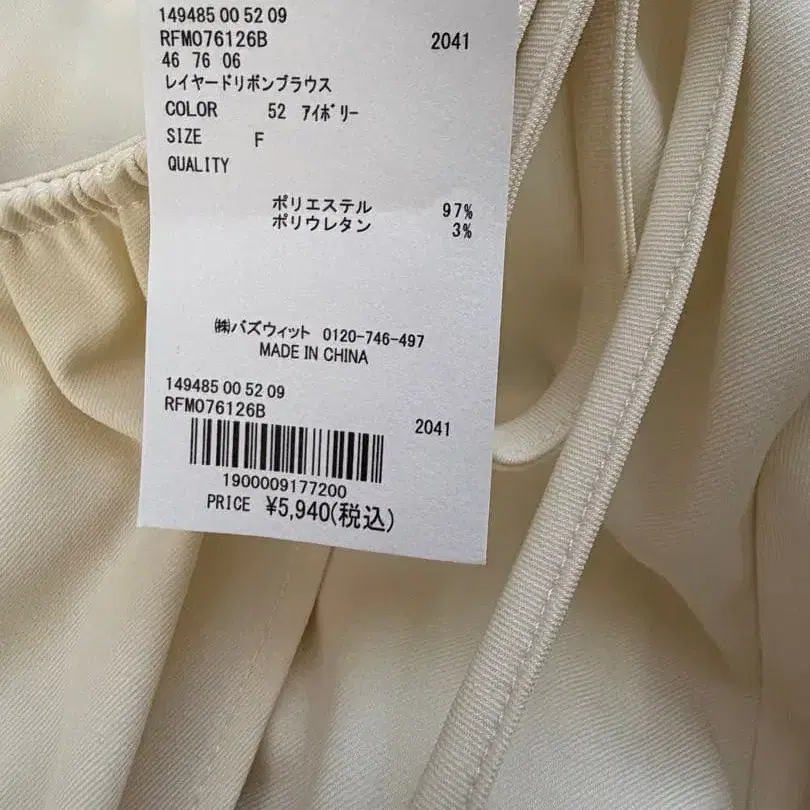 149485 00 52 09
RFM076126B 2041
46 76 06
レイヤードリボンブラウス
COLOR 52 ｱｲﾎﾞﾘｰ
SIZE F
QUALITY
ポリエステル 97%
ポリウレタン 3%
㈱バズウィット 0120-746-497
MADE IN CHINA
149485 00 52 09
RFM076126B 2041
1900009177200
PRICE ¥5,940(税込)